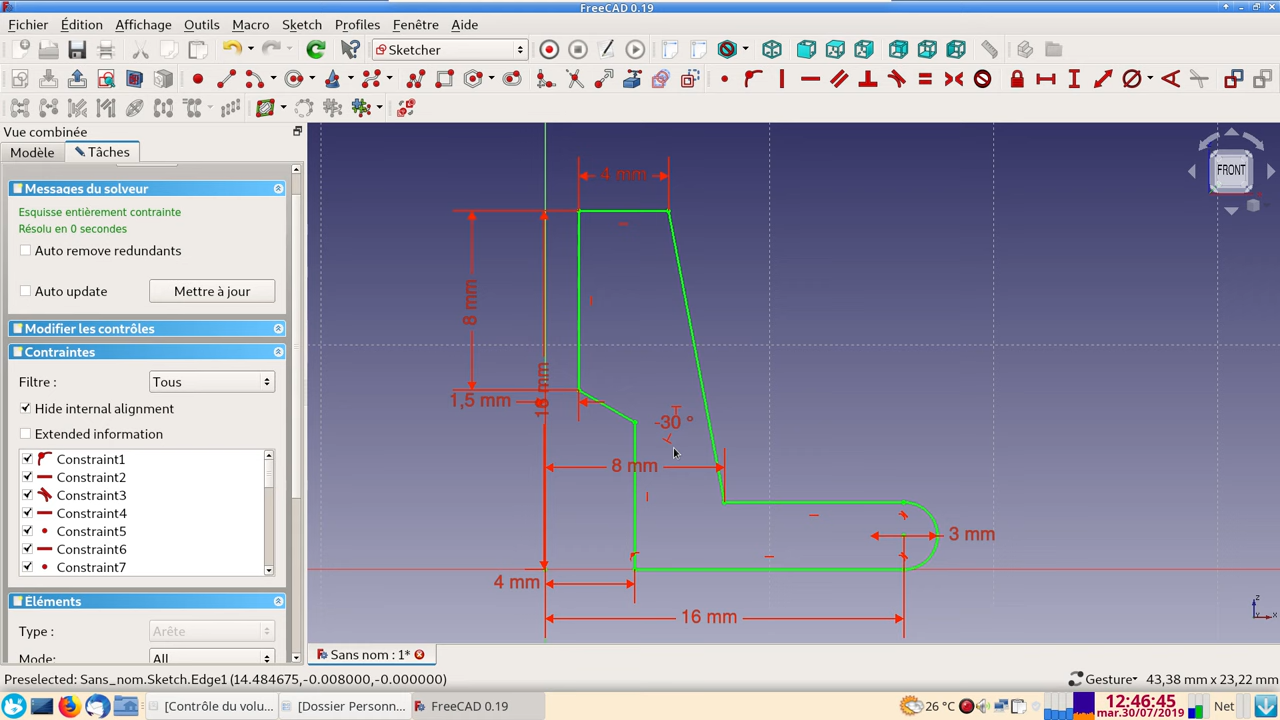 FreeCAD 0.19
Fichier Édition Affichage Outils Macro Sketch Profiles Fenêtre Aide
Sketcher
Vue combinée
Modèle Tâches
Messages du solveur
Esquisse entièrement contrainte
Résolu en 0 secondes
Auto remove redundants
Auto update Mettre à jour
Modifier les contrôles
Contraintes
Filtre : Tous
Hide internal alignment
Extended information
Constraint1
Constraint2
Constraint3
Constraint4
Constraint5
Constraint6
Constraint7
Éléments
Type : Arête
Mode: All
4 mm
8 mm
16 mm
1,5 mm
-30 °
8 mm
3 mm
4 mm
16 mm
FRONT
z
x
Sans nom : 1*
Preselected: Sans_nom.Sketch.Edge1 (14.484675,-0.008000,-0.000000)
Gesture 43,38 mm x 23,22 mm
[Contrôle du volu... [Dossier Personn... FreeCAD 0.19
26 °C
12:46:45
mar.30/07/2019
Net